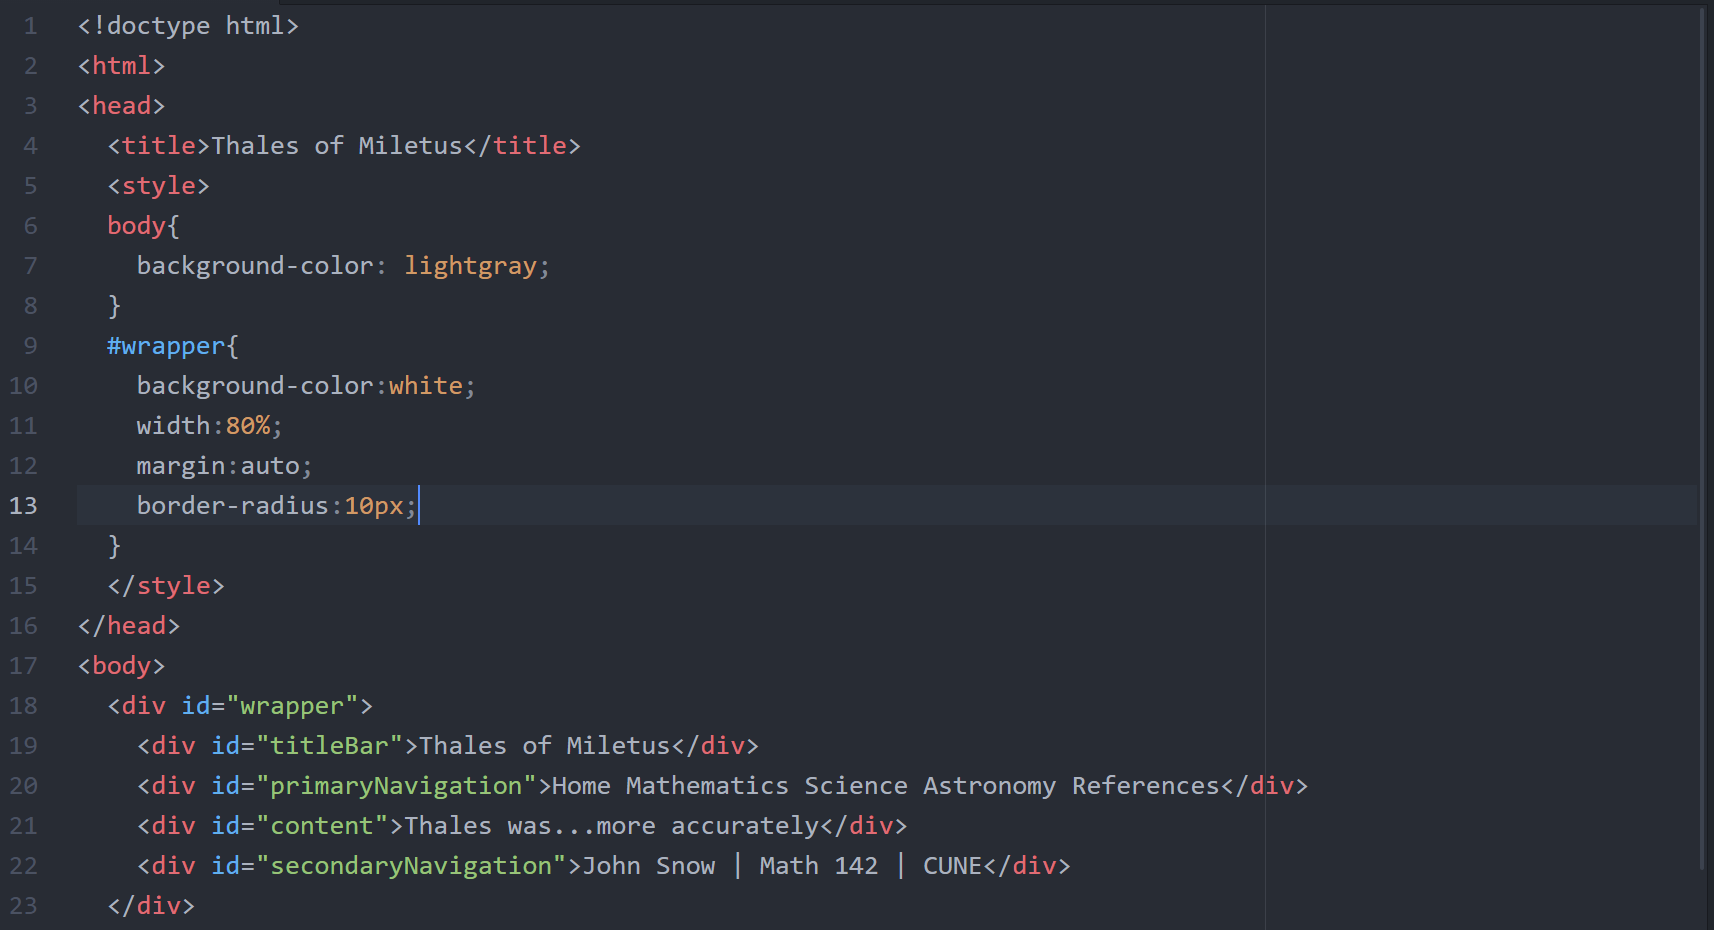 1 <!doctype html>
2 <html>
3 <head>
4   <title>Thales of Miletus</title>
5   <style>
6   body{
7     background-color: lightgray;
8   }
9   #wrapper{
10     background-color:white;
11     width:80%;
12     margin:auto;
13     border-radius:10px;
14   }
15   </style>
16 </head>
17 <body>
18   <div id="wrapper">
19     <div id="titleBar">Thales of Miletus</div>
20     <div id="primaryNavigation">Home Mathematics Science Astronomy References</div>
21     <div id="content">Thales was...more accurately</div>
22     <div id="secondaryNavigation">John Snow | Math 142 | CUNE</div>
23   </div>